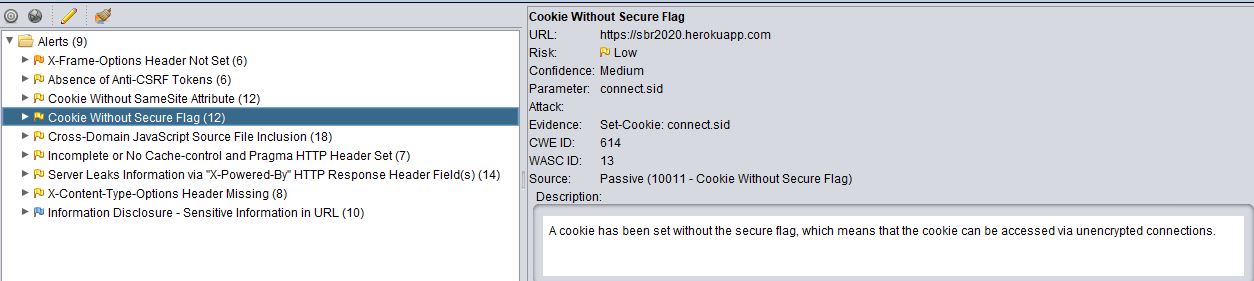 Alerts (9)
X-Frame-Options Header Not Set (6)
Absence of Anti-CSRF Tokens (6)
Cookie Without SameSite Attribute (12)
Cookie Without Secure Flag (12)
Cross-Domain JavaScript Source File Inclusion (18)
Incomplete or No Cache-control and Pragma HTTP Header Set (7)
Server Leaks Information via "X-Powered-By" HTTP Response Header Field(s) (14)
X-Content-Type-Options Header Missing (8)
Information Disclosure - Sensitive Information in URL (10)
Cookie Without Secure Flag
URL: https://sbr2020.herokuapp.com
Risk: Low
Confidence: Medium
Parameter: connect.sid
Attack:
Evidence: Set-Cookie: connect.sid
CWE ID: 614
WASC ID: 13
Source: Passive (10011 - Cookie Without Secure Flag)
Description:
A cookie has been set without the secure flag, which means that the cookie can be accessed via unencrypted connections.